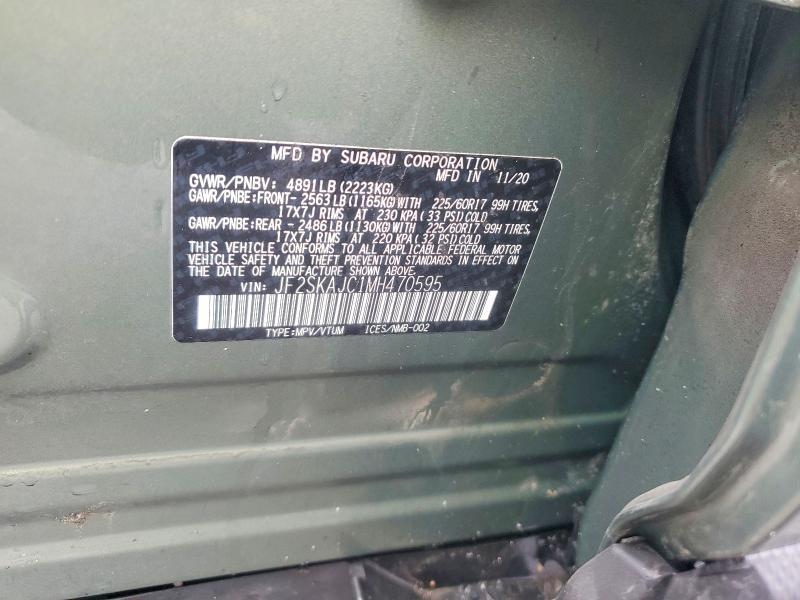 MFD BY SUBARU CORPORATION
MFD IN 11/20
GVWR/PNBV: 4891LB(2223KG)
GAWR/PNBE:FRONT-2563LB(1165KG)WITH 225/60R17 99H TIRES,
17X7J RIMS AT 230 KPA(33 PSI)COLD
GAWR/PNBE:REAR -2486LB(1130KG)WITH 225/60R17 99H TIRES,
17X7J RIMS AT 220 KPA(32 PSI)COLD
THIS VEHICLE CONFORMS TO ALL APPLICABLE FEDERAL MOTOR
VEHICLE SAFETY AND THEFT PREVENTION STANDARDS IN EFFECT ON
THE DATE OF MANUFACTURE SHOWN ABOVE.
VIN: JF2SKAJC1MH470595
TYPE:MPV/VTUM ICES/NMB-002